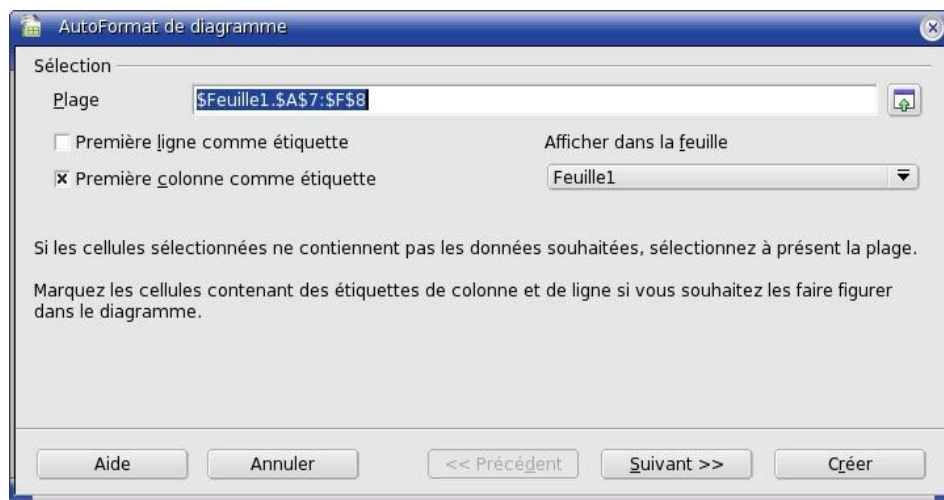 AutoFormat de diagramme
Sélection
Plage $Feuille1.$A$7:$F$8
Première ligne comme étiquette Afficher dans la feuille
Première colonne comme étiquette Feuille1
Si les cellules sélectionnées ne contiennent pas les données souhaitées, sélectionnez à présent la plage.
Marquez les cellules contenant des étiquettes de colonne et de ligne si vous souhaitez les faire figurer
dans le diagramme.
Aide Annuler << Précédent Suivant >> Créer